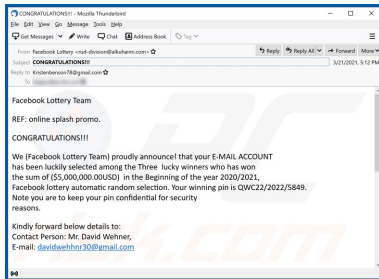 CONGRATULATIONS!!! - Mozilla Thunderbird
File Edit View Go Message Tools Help
Get Messages Write Chat Address Book Tag
From Facebook Lottery <rud-division@alkuhaimi.com> Reply Reply All Forward More
Subject CONGRATULATIONS!!! 3/21/2021, 5:12 PM
Reply to Kristenbenson78@gmail.com
To
Facebook Lottery Team
REF: online splash promo.
CONGRATULATIONS!!!
We (Facebook Lottery Team) proudly announce! that your E-MAIL ACCOUNT
has been luckily selected among the Three lucky winners who has won
the sum of ($5,000,000.00USD) in the Beginning of the year 2020/2021,
Facebook lottery automatic random selection. Your winning pin is QWC22/2022/5849.
Note you are to keep your pin confidential for security
reasons.
Kindly forward below details to:
Contact Person: Mr. David Wehner,
E-mail: davidwehhnr30@gmail.com